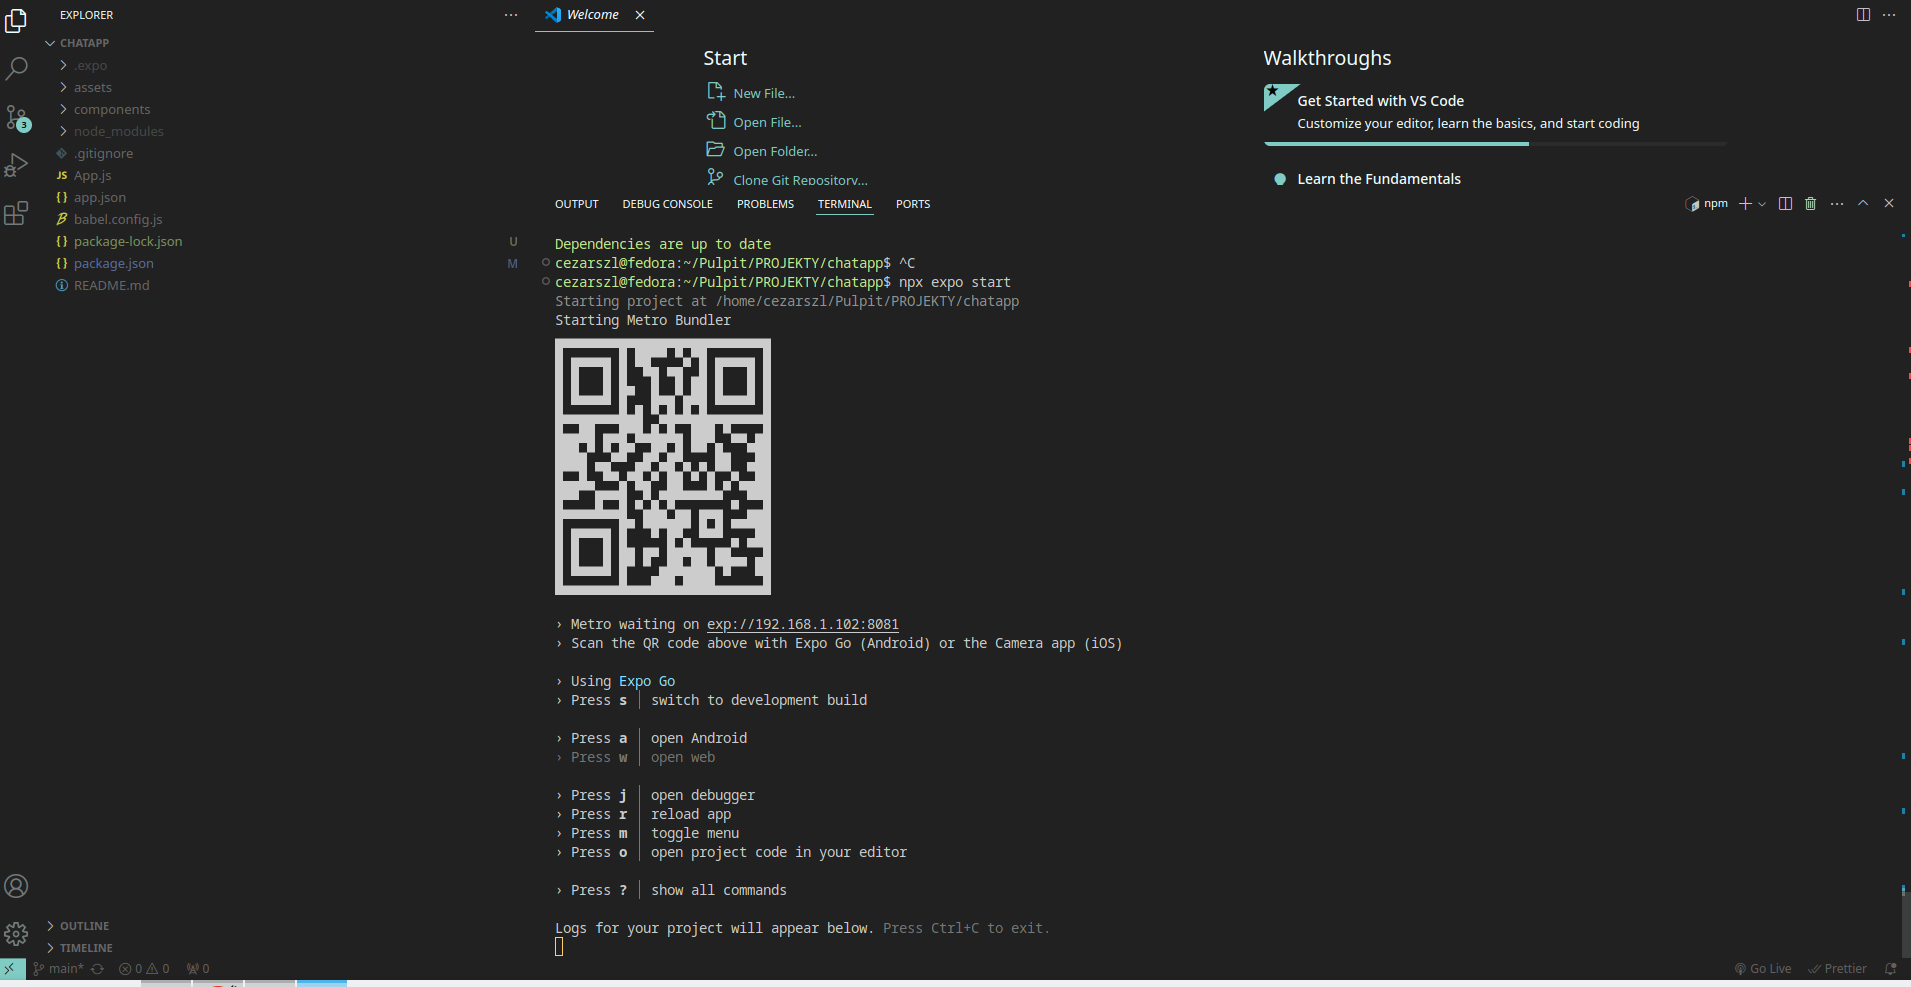 EXPLORER
CHATAPP
.expo
assets
components
node_modules
.gitignore
JS App.js
{} app.json
babel.config.js
{} package-lock.json U
{} package.json M
README.md
OUTLINE
TIMELINE
3
Welcome
Start
New File...
Open File...
Open Folder...
Clone Git Repository...
Walkthroughs
Get Started with VS Code
Customize your editor, learn the basics, and start coding
Learn the Fundamentals
OUTPUT DEBUG CONSOLE PROBLEMS TERMINAL PORTS
npm
Dependencies are up to date
cezarszl@fedora:~/Pulpit/PROJEKTY/chatapp$ ^C
cezarszl@fedora:~/Pulpit/PROJEKTY/chatapp$ npx expo start
Starting project at /home/cezarszl/Pulpit/PROJEKTY/chatapp
Starting Metro Bundler
› Metro waiting on exp://192.168.1.102:8081
› Scan the QR code above with Expo Go (Android) or the Camera app (iOS)
› Using Expo Go
› Press s │ switch to development build
› Press a │ open Android
› Press w │ open web
› Press j │ open debugger
› Press r │ reload app
› Press m │ toggle menu
› Press o │ open project code in your editor
› Press ? │ show all commands
Logs for your project will appear below. Press Ctrl+C to exit.
main* 0 0 0
Go Live Prettier